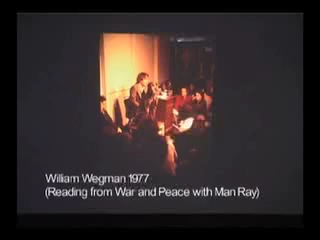 William Wegman 1977
(Reading from War and Peace with Man Ray)